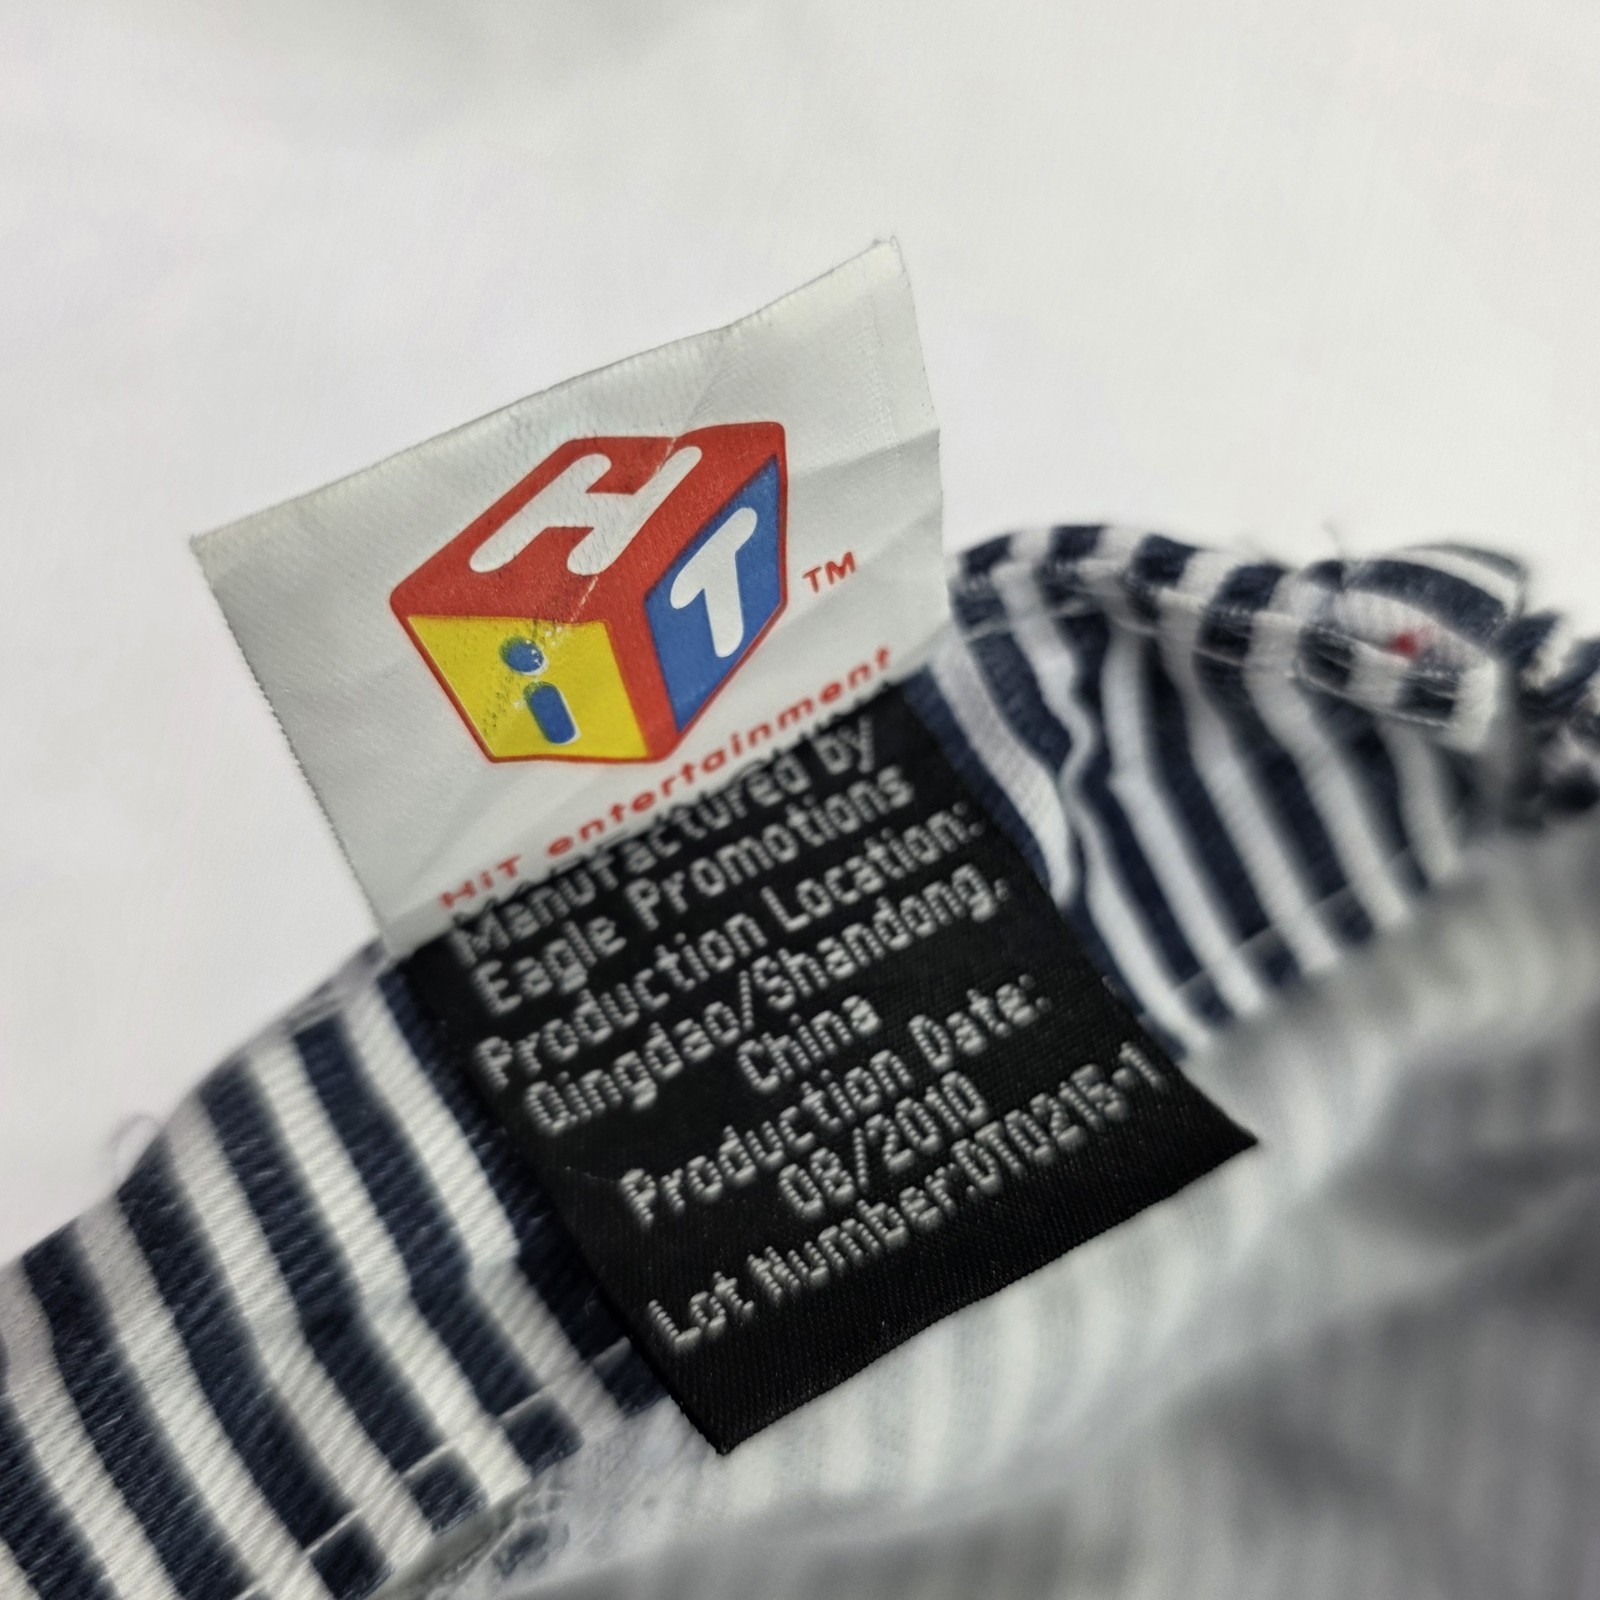 HiT
TM
HiT entertainment
Manufactured by
Eagle Promotions
Production Location:
Qingdao/Shandong,
China
Production Date:
08/2010
Lot Number:OT0215-1